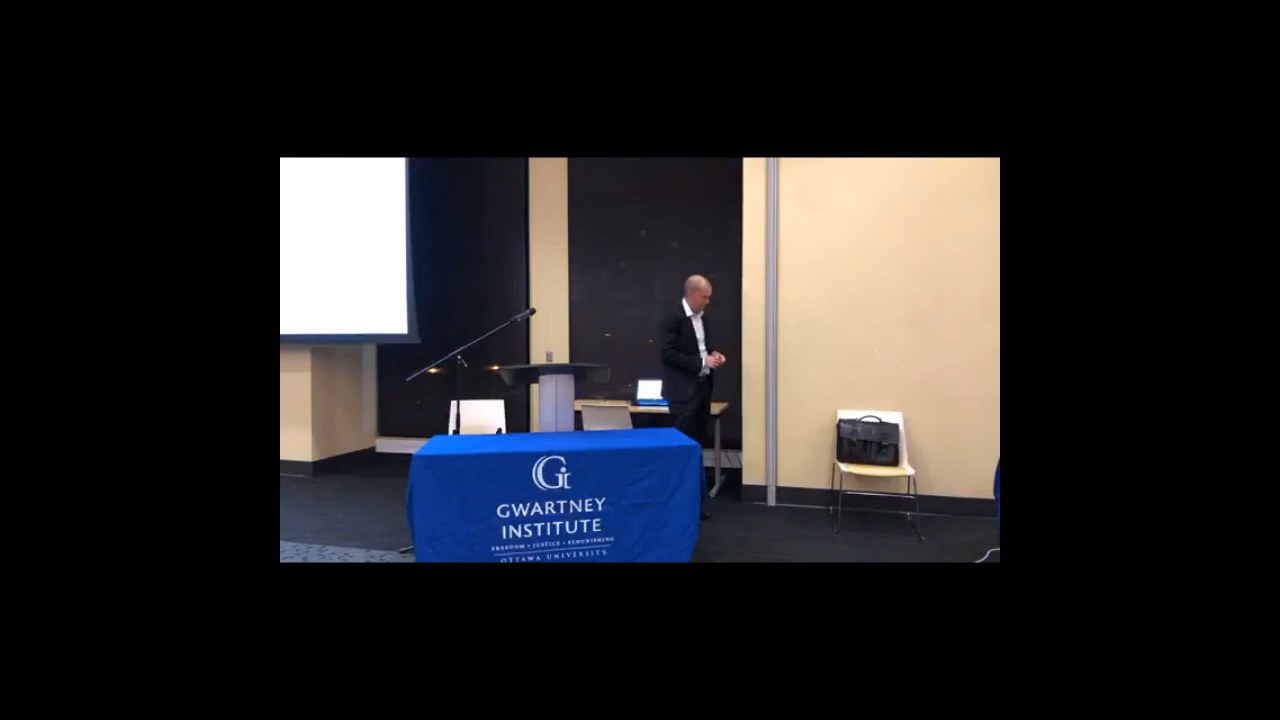 Gi
GWARTNEY
INSTITUTE
FREEDOM • JUSTICE • FLOURISHING
OTTAWA UNIVERSITY